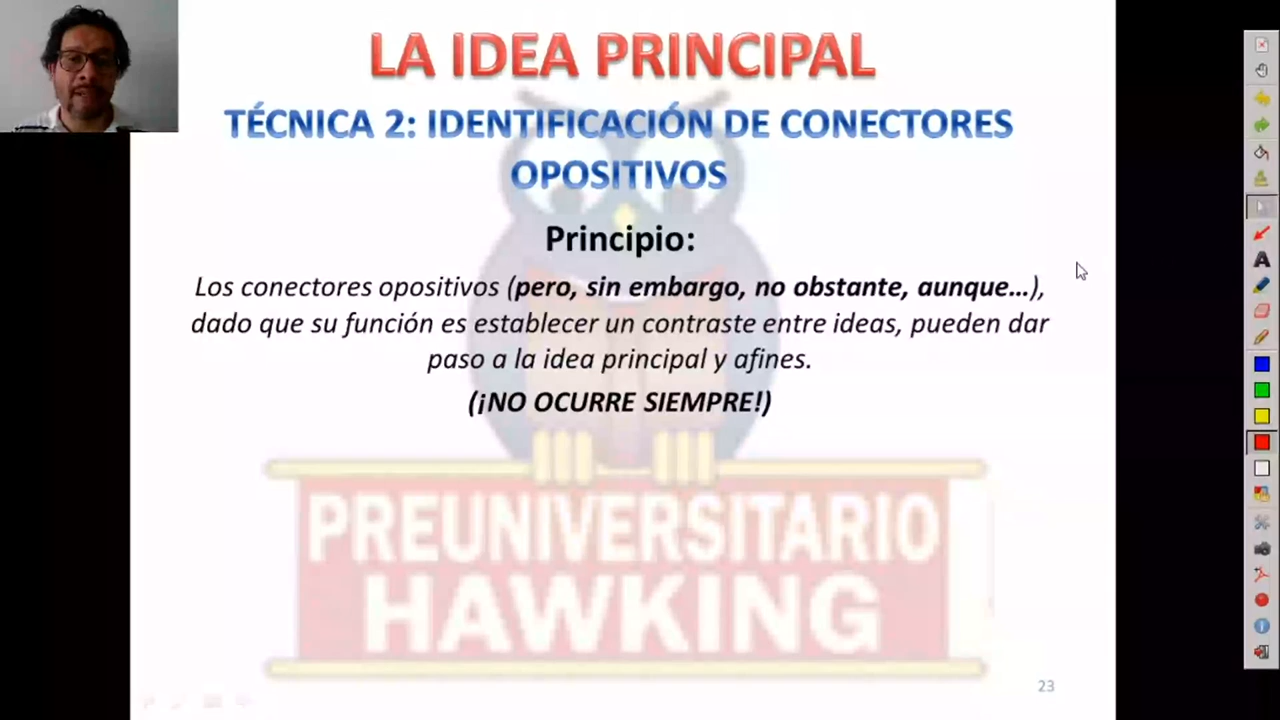 LA IDEA PRINCIPAL
TÉCNICA 2: IDENTIFICACIÓN DE CONECTORES
OPOSITIVOS
Principio:
Los conectores opositivos (pero, sin embargo, no obstante, aunque...),
dado que su función es establecer un contraste entre ideas, pueden dar
paso a la idea principal y afines.
(¡NO OCURRE SIEMPRE!)
PREUNIVERSITARIO
HAWKING
23